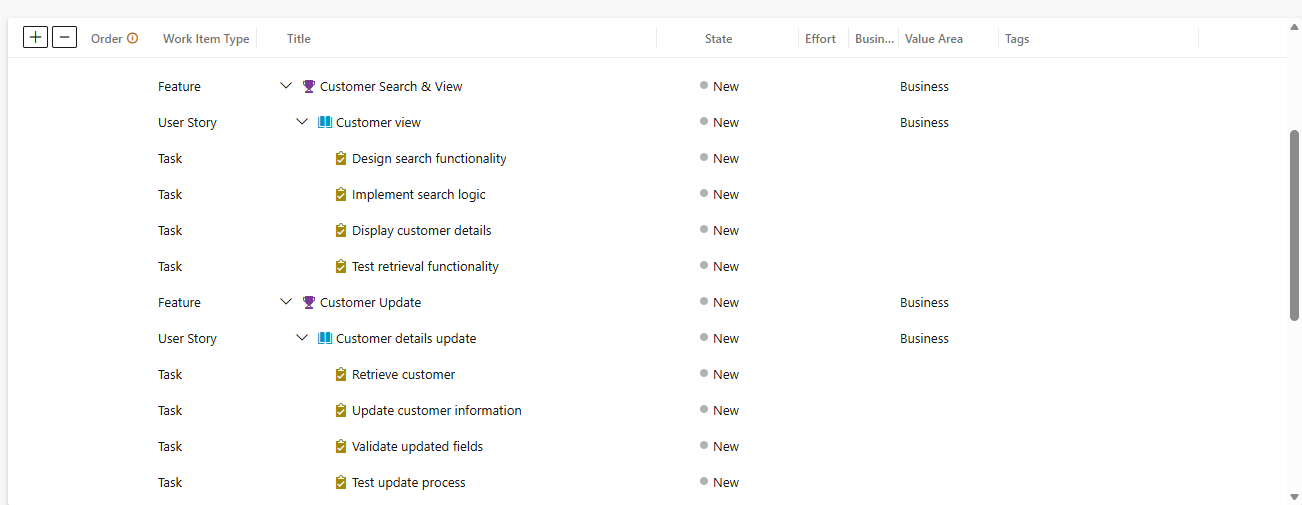 Order Work Item Type Title State Effort Busin... Value Area Tags
Feature Customer Search & View New Business
User Story Customer view New Business
Task Design search functionality New
Task Implement search logic New
Task Display customer details New
Task Test retrieval functionality New
Feature Customer Update New Business
User Story Customer details update New Business
Task Retrieve customer New
Task Update customer information New
Task Validate updated fields New
Task Test update process New